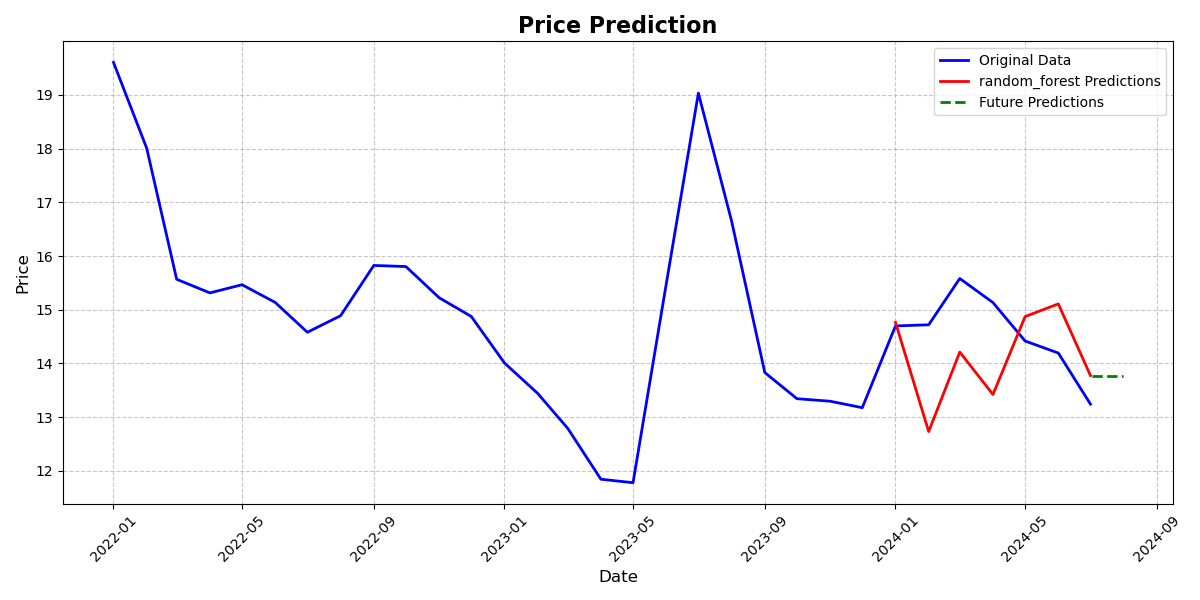 Price Prediction
Original Data
random_forest Predictions
Future Predictions
Price
19
18
17
16
15
14
13
12
2022-01
2022-05
2022-09
2023-01
2023-05
2023-09
2024-01
2024-05
2024-09
Date